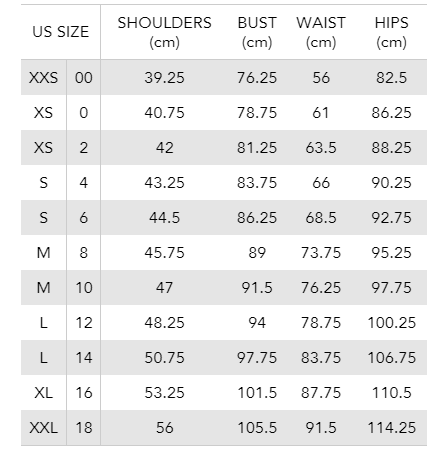 US SIZE SHOULDERS (cm) BUST (cm) WAIST (cm) HIPS (cm)
XXS 00 39.25 76.25 56 82.5
XS 0 40.75 78.75 61 86.25
XS 2 42 81.25 63.5 88.25
S 4 43.25 83.75 66 90.25
S 6 44.5 86.25 68.5 92.75
M 8 45.75 89 73.75 95.25
M 10 47 91.5 76.25 97.75
L 12 48.25 94 78.75 100.25
L 14 50.75 97.75 83.75 106.75
XL 16 53.25 101.5 87.75 110.5
XXL 18 56 105.5 91.5 114.25